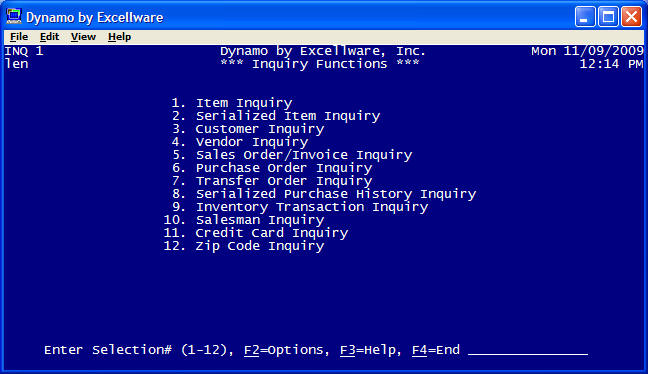 Dynamo by Excellware
File Edit View Help
INQ 1 Dynamo by Excellware, Inc. Mon 11/09/2009
len *** Inquiry Functions *** 12:14 PM
1. Item Inquiry
2. Serialized Item Inquiry
3. Customer Inquiry
4. Vendor Inquiry
5. Sales Order/Invoice Inquiry
6. Purchase Order Inquiry
7. Transfer Order Inquiry
8. Serialized Purchase History Inquiry
9. Inventory Transaction Inquiry
10. Salesman Inquiry
11. Credit Card Inquiry
12. Zip Code Inquiry
Enter Selection# (1-12), F2=Options, F3=Help, F4=End _______________